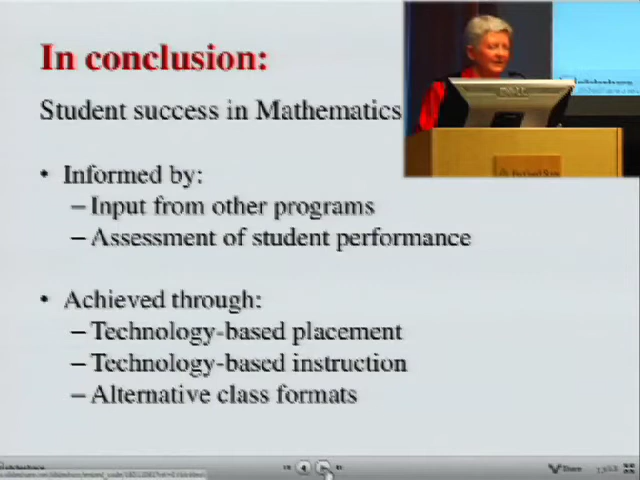 In conclusion:
Student success in Mathematics
• Informed by:
– Input from other programs
– Assessment of student performance
• Achieved through:
– Technology-based placement
– Technology-based instruction
– Alternative class formats
DELL